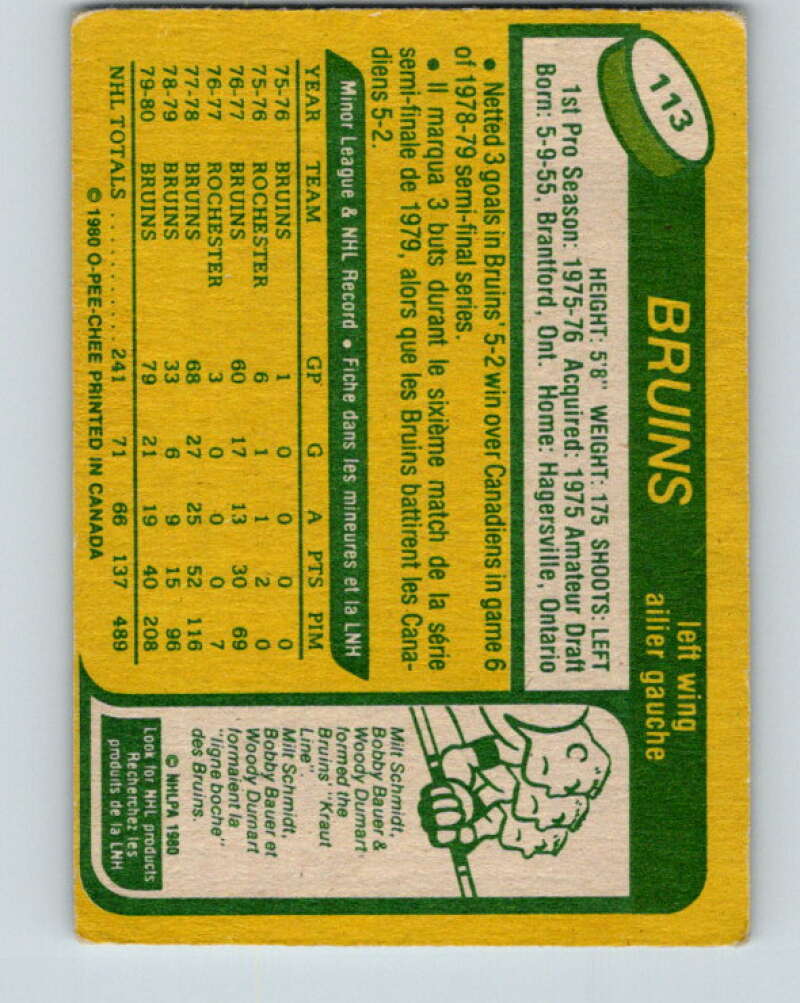 113
BRUINS
left wing
ailier gauche
HEIGHT: 5'8" WEIGHT: 175 SHOOTS: LEFT
1st Pro Season: 1975-76 Acquired: 1975 Amateur Draft
Born: 5-9-55, Brantford, Ont. Home: Hagersville, Ontario
• Netted 3 goals in Bruins' 5-2 win over Canadiens in game 6
of 1978-79 semi-final series.
• Il marqua 3 buts durant le sixième match de la série
semi-finale de 1979, alors que les Bruins battirent les Cana-
diens 5-2.
Minor League & NHL Record • Fiche dans les mineures et la LNH
YEAR TEAM GP G A PTS PIM
75-76 BRUINS 1 0 0 0 0
75-76 ROCHESTER 6 1 1 2 0
76-77 BRUINS 60 17 13 30 69
76-77 ROCHESTER 3 0 0 0 7
77-78 BRUINS 68 27 25 52 116
78-79 BRUINS 33 6 9 15 96
79-80 BRUINS 79 21 19 40 208
NHL TOTALS .......... 241 71 66 137 489
© 1980 O-PEE-CHEE PRINTED IN CANADA
Milt Schmidt,
Bobby Bauer &
Woody Dumart
formed the
Bruins' "Kraut
Line"
Milt Schmidt,
Bobby Bauer et
Woody Dumart
formaient la
"ligne boche"
des Bruins.
© NHLPA 1980
Look for NHL products
Recherchez les
produits de la LNH